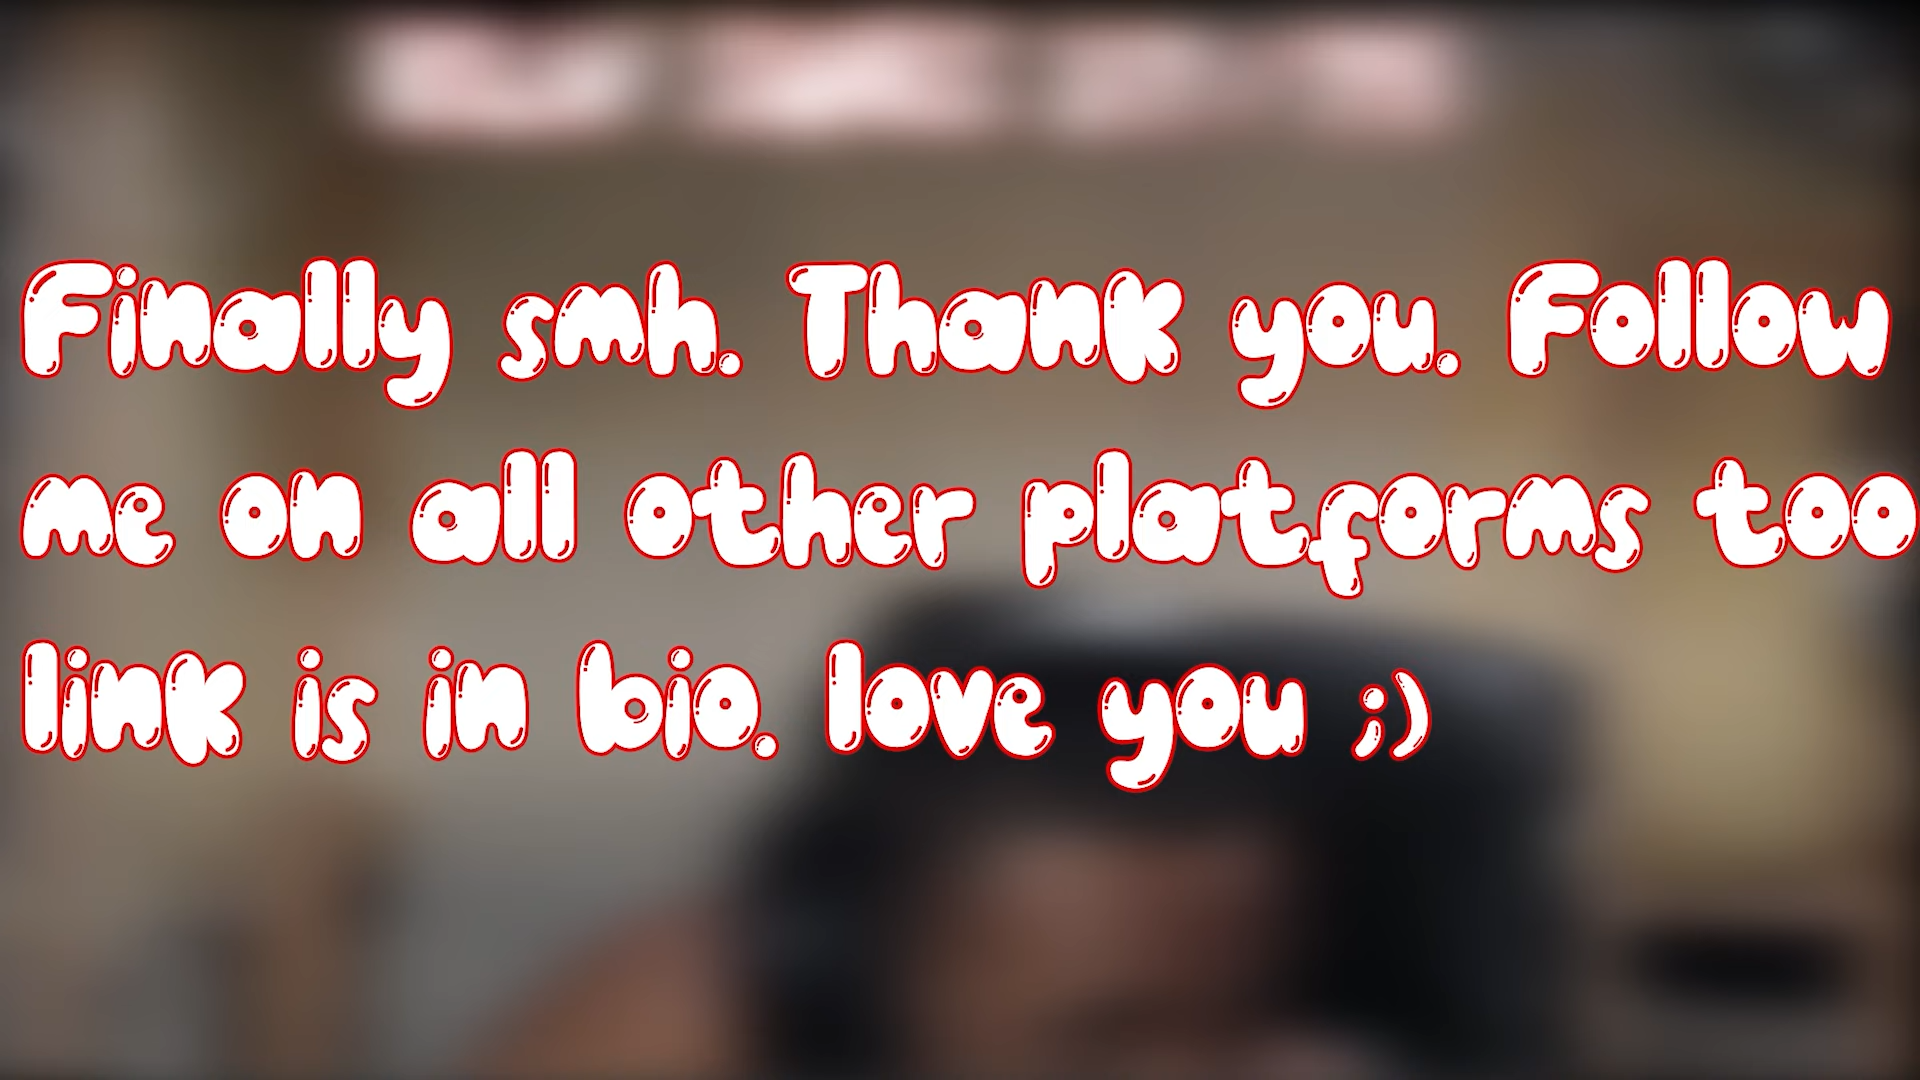 Finally smh. Thank you. Follow
me on all other platforms too
link is in bio. love you ;)